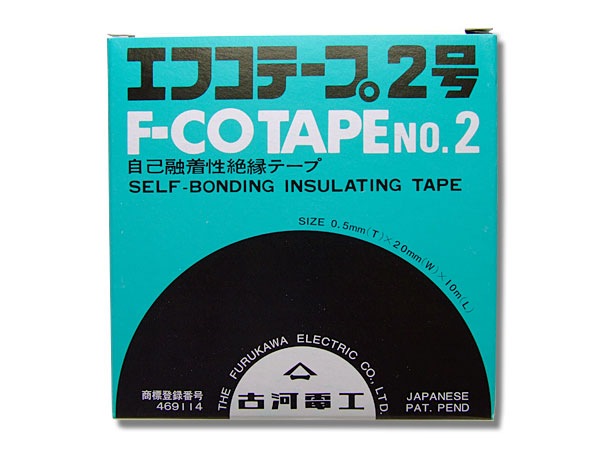 エフコテープ2号
F-CO TAPE NO.2
自己融着性絶縁テープ
SELF-BONDING INSULATING TAPE
SIZE 0.5mm(T)×20mm(W)×10m(L)
THE FURUKAWA ELECTRIC CO., LTD.
古河電工
商標登録番号
469114
JAPANESE
PAT. PEND